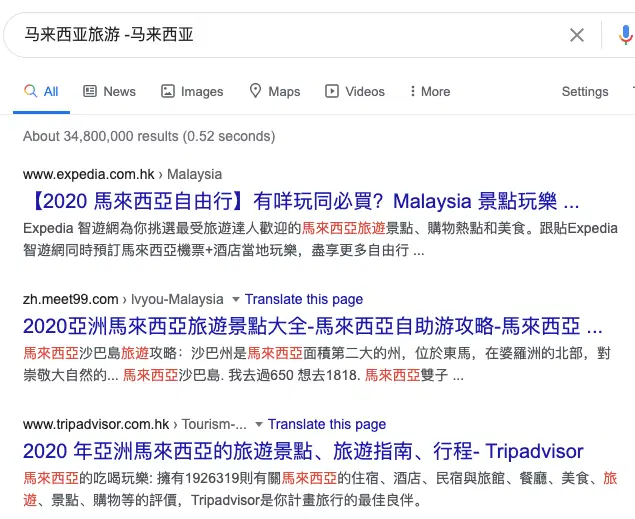 马来西亚旅游 -马来西亚
All News Images Maps Videos More Settings
About 34,800,000 results (0.52 seconds)
www.expedia.com.hk › Malaysia
【2020 馬來西亞自由行】有咩玩同必買？Malaysia 景點玩樂 ...
Expedia 智遊網為你挑選最受旅遊達人歡迎的馬來西亞旅遊景點、購物熱點和美食。跟貼Expedia
智遊網同時預訂馬來西亞機票+酒店當地玩樂，盡享更多自由行 ...
zh.meet99.com › lvyou-Malaysia ▼ Translate this page
2020亞洲馬來西亞旅遊景點大全-馬來西亞自助游攻略-馬來西亞 ...
馬來西亞沙巴島旅遊攻略：沙巴州是馬來西亞面積第二大的州，位於東馬，在婆羅洲的北部，對
崇敬大自然的... 馬來西亞沙巴島. 我去過650 想去1818. 馬來西亞雙子 ...
www.tripadvisor.com.hk › Tourism-... ▼ Translate this page
2020 年亞洲馬來西亞的旅遊景點、旅遊指南、行程- Tripadvisor
馬來西亞的吃喝玩樂: 擁有1926319則有關馬來西亞的住宿、酒店、民宿與旅館、餐廳、美食、旅
遊、景點、購物等的評價，Tripadvisor是你計畫旅行的最佳良伴。